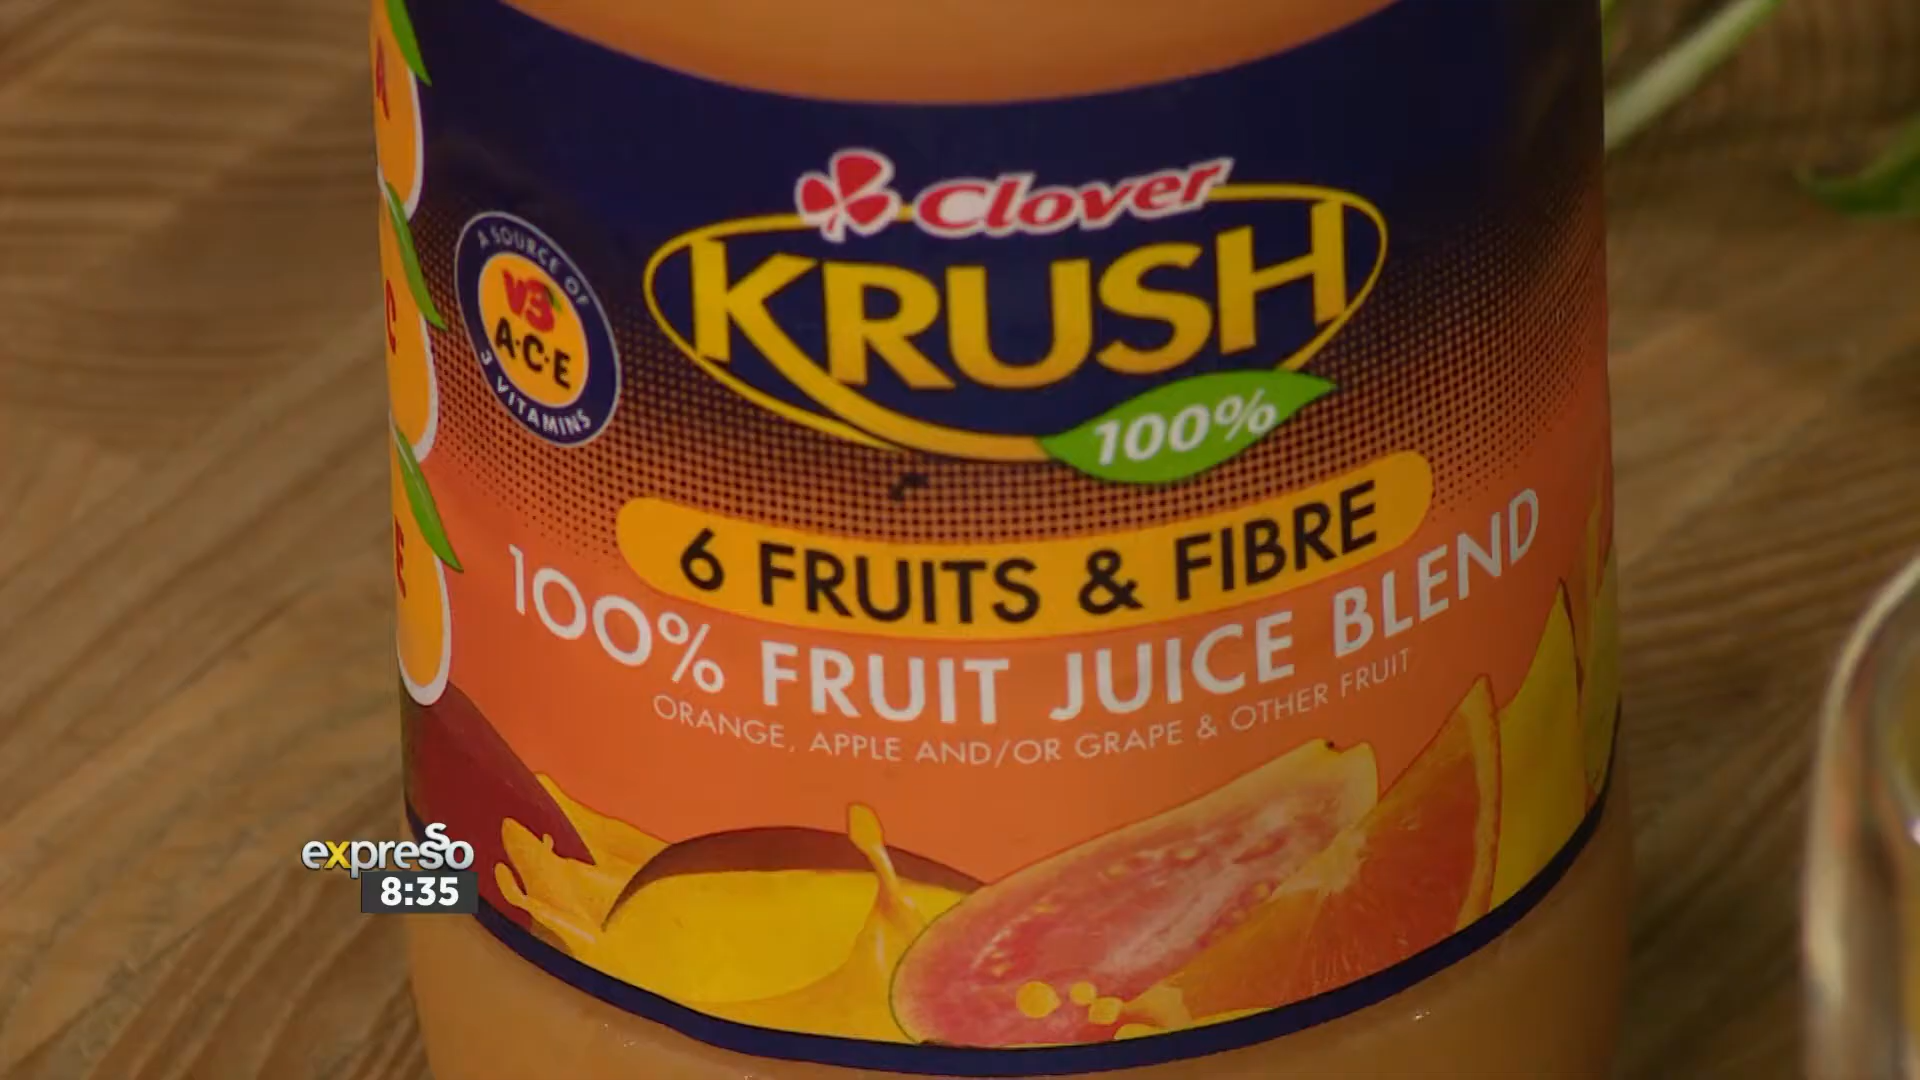 A
C
E
A SOURCE OF
V3
A·C·E
3 VITAMINS
Clover
KRUSH
100%
6 FRUITS & FIBRE
100% FRUIT JUICE BLEND
ORANGE, APPLE AND/OR GRAPE & OTHER FRUIT
expresso
8:35